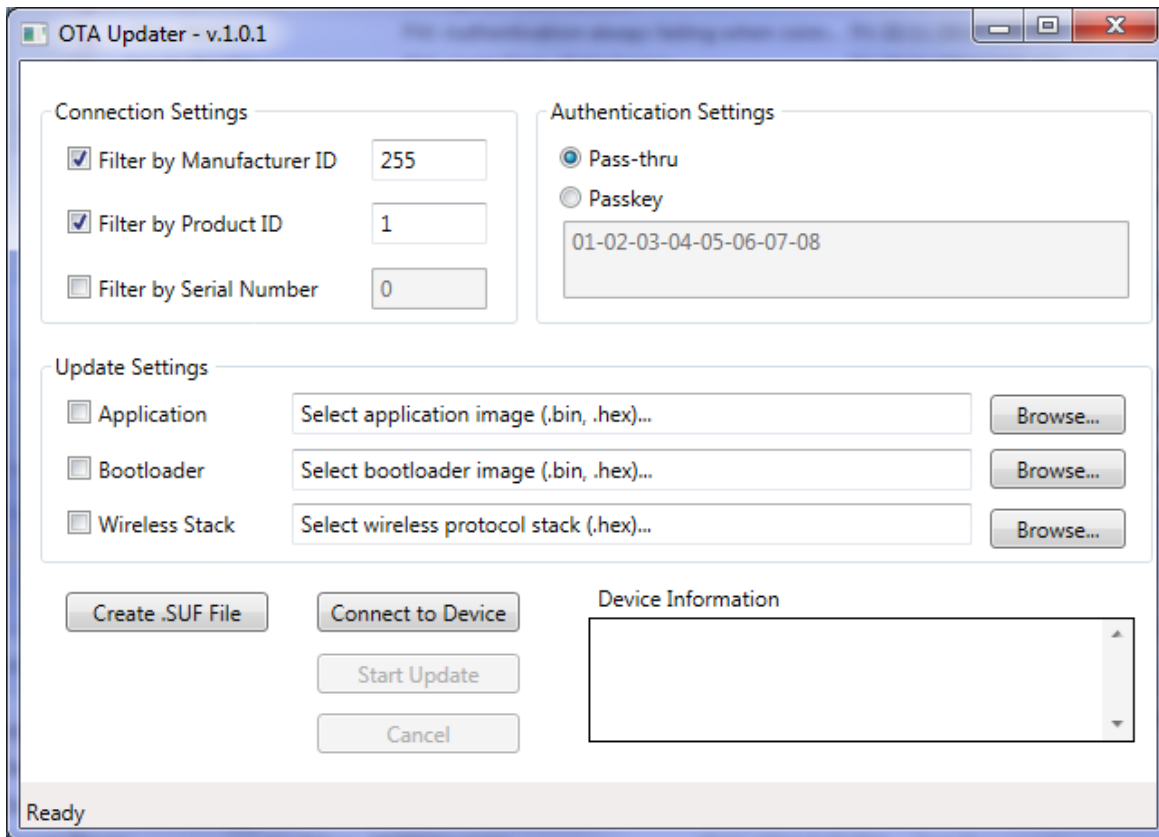 OTA Updater - v.1.0.1
Connection Settings
Filter by Manufacturer ID 255
Filter by Product ID 1
Filter by Serial Number 0
Authentication Settings
Pass-thru
Passkey
01-02-03-04-05-06-07-08
Update Settings
Application Select application image (.bin, .hex)... Browse...
Bootloader Select bootloader image (.bin, .hex)... Browse...
Wireless Stack Select wireless protocol stack (.hex)... Browse...
Create .SUF File
Connect to Device
Start Update
Cancel
Device Information
Ready